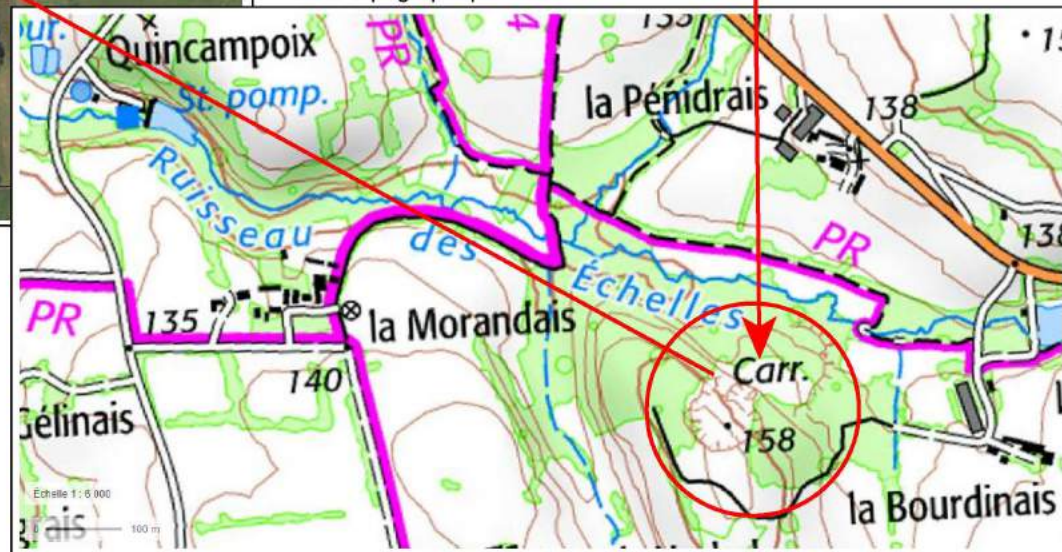 135
Quincampoix
PR
St. pomp.
la Pénidrais
138
Ruisseau
des
Échelles
PR
138
PR
135
la Morandais
140
Carr.
158
la Bourdinais
Échelle 1 : 6 000
100 m